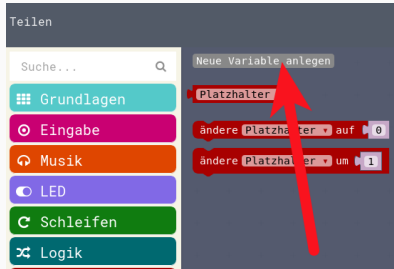 Teilen
Suche...
Neue Variable anlegen
Grundlagen
Platzhalter
Eingabe
ändere Platzhalter auf 0
Musik
ändere Platzhalter um 1
LED
Schleifen
Logik